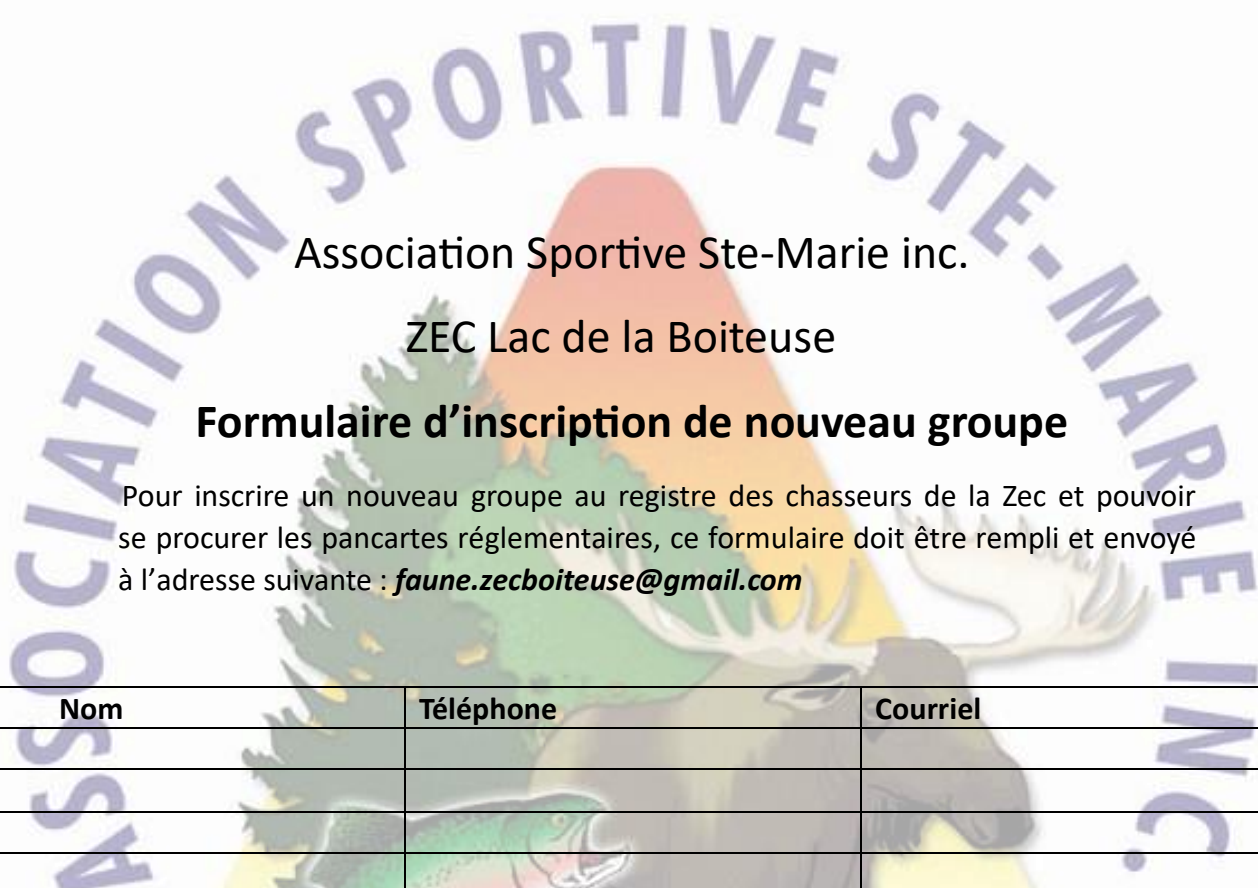 ASSOCIATION SPORTIVE STE-MARIE INC.
Association Sportive Ste-Marie inc.
ZEC Lac de la Boiteuse
Formulaire d’inscription de nouveau groupe
Pour inscrire un nouveau groupe au registre des chasseurs de la Zec et pouvoir
se procurer les pancartes réglementaires, ce formulaire doit être rempli et envoyé
à l’adresse suivante : faune.zecboiteuse@gmail.com
Nom Téléphone Courriel